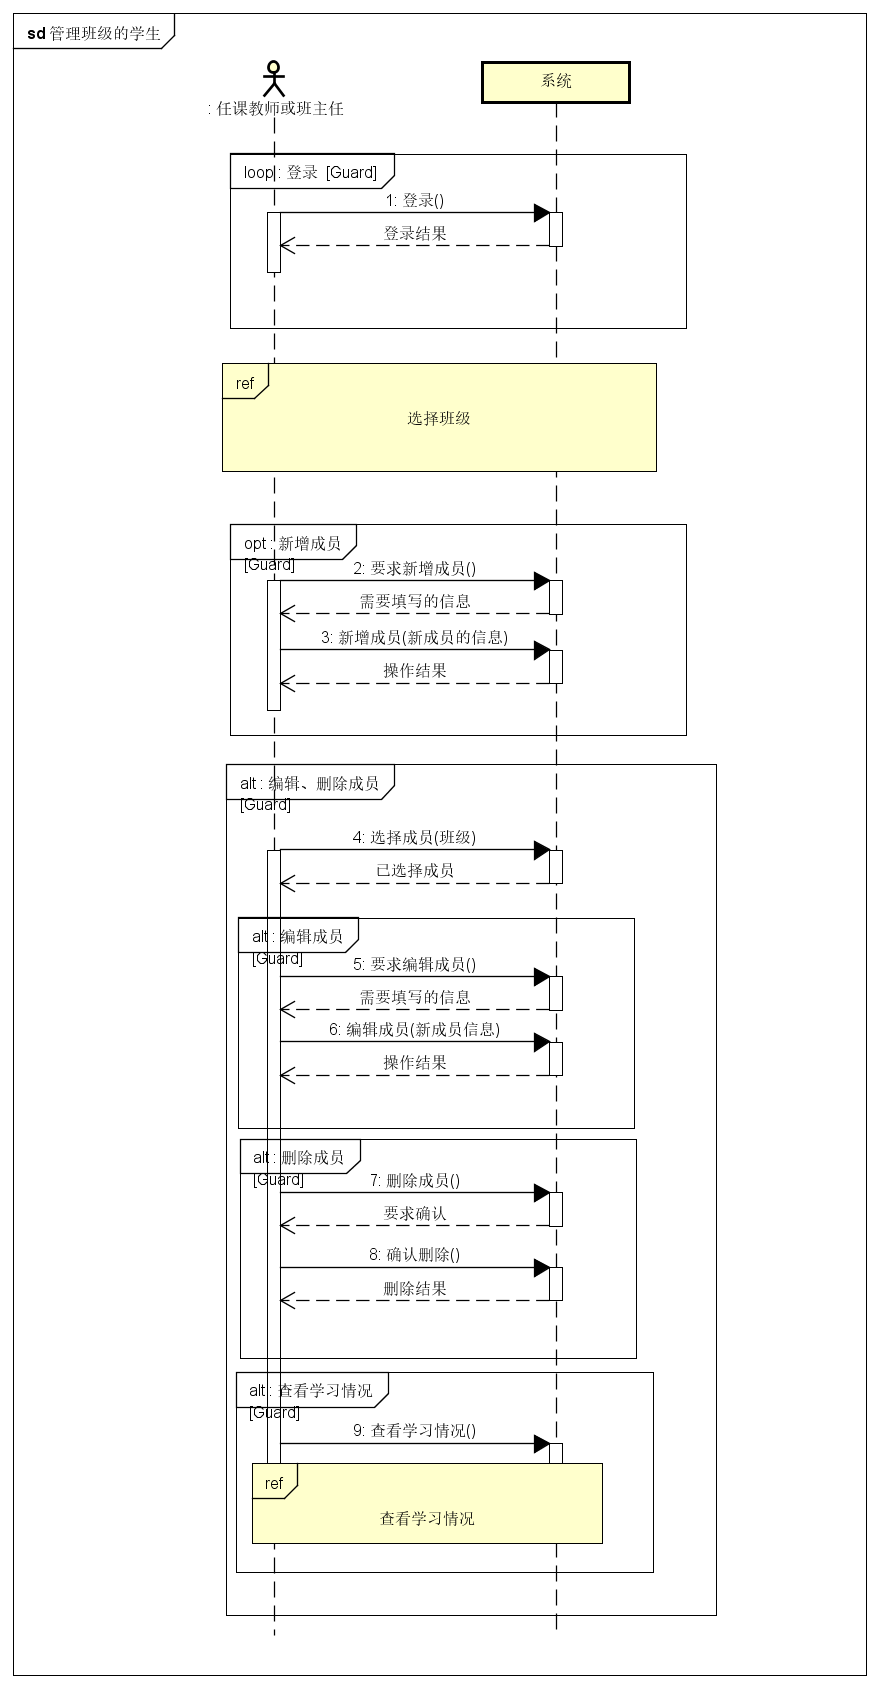 sd 管理班级的学生
系统
: 任课教师或班主任
loop : 登录 [Guard]
1: 登录()
登录结果
ref
选择班级
opt : 新增成员
[Guard]
2: 要求新增成员()
需要填写的信息
3: 新增成员(新成员的信息)
操作结果
alt : 编辑、删除成员
[Guard]
4: 选择成员(班级)
已选择成员
alt : 编辑成员
[Guard]
5: 要求编辑成员()
需要填写的信息
6: 编辑成员(新成员信息)
操作结果
alt : 删除成员
[Guard]
7: 删除成员()
要求确认
8: 确认删除()
删除结果
alt : 查看学习情况
[Guard]
9: 查看学习情况()
ref
查看学习情况